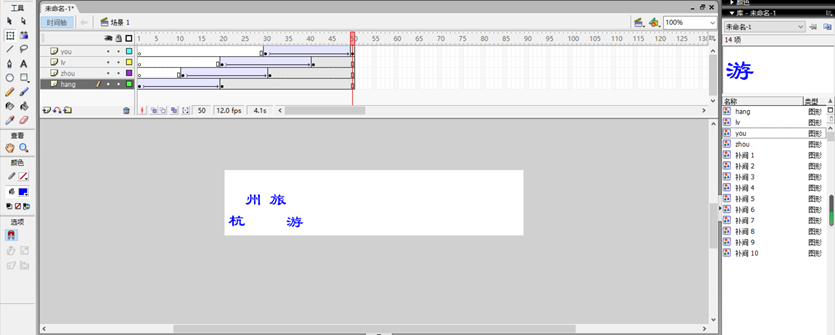 工具
查看
颜色
选项
未命名-1*
时间轴
场景 1
100%
1 5 10 15 20 25 30 35 40 45 50 55 60 65 70 75 80 85 90 95 100 105 110 115 120 125 130
you
lv
zhou
hang
50 12.0 fps 4.1s
州 旅
杭 游
颜色
库 - 未命名-1
未命名-1
14 项
游
名称 类型
hang 图形
lv 图形
you 图形
zhou 图形
补间 1 图形
补间 2 图形
补间 3 图形
补间 4 图形
补间 5 图形
补间 6 图形
补间 7 图形
补间 8 图形
补间 9 图形
补间 10 图形